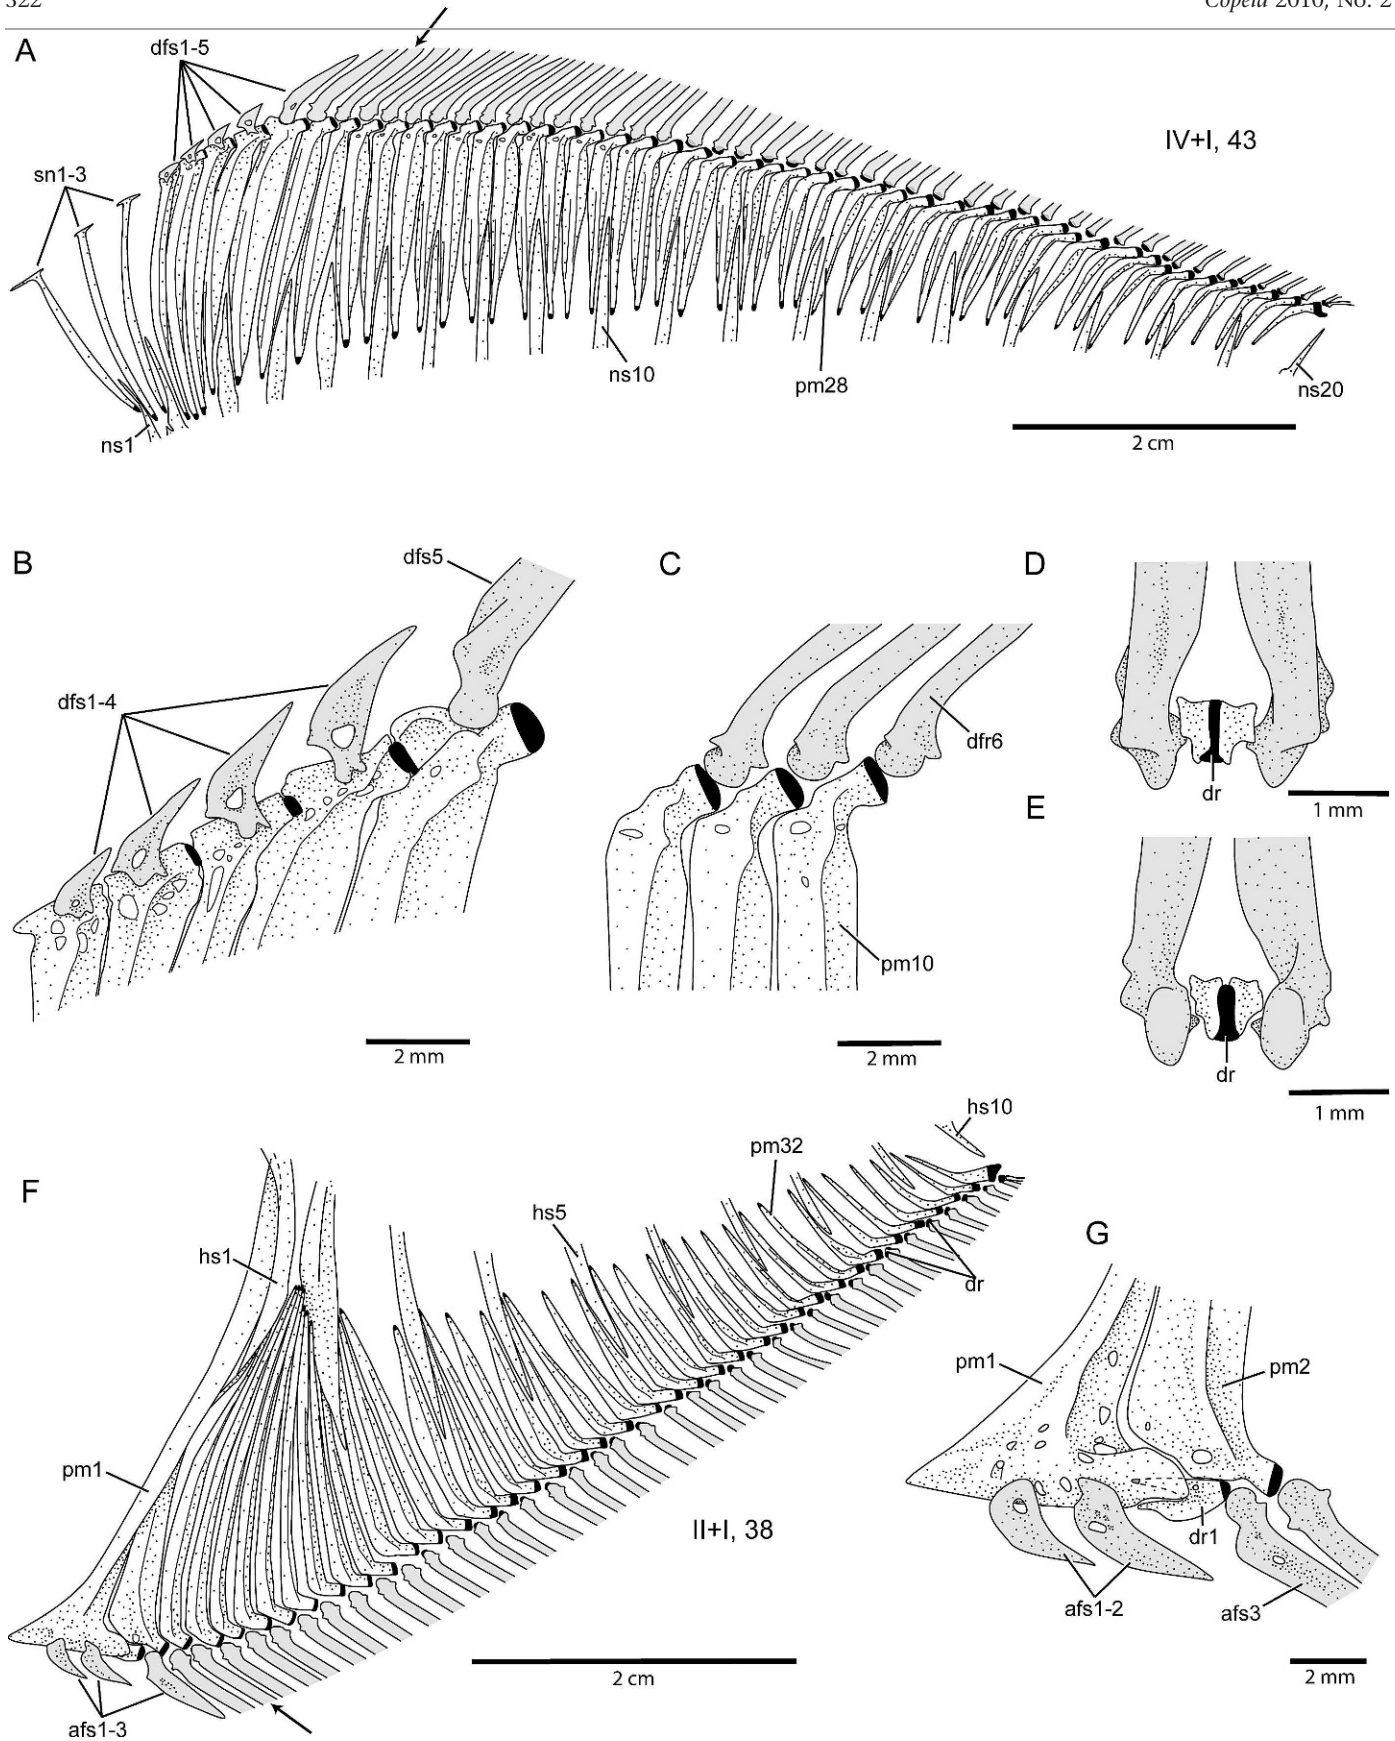 322
Copeia 2010, No. 2
A
dfs1-5
IV+I, 43
sn1-3
ns10
pm28
ns20
ns1
2 cm
B
dfs5
C
D
dfs1-4
dfr6
dr
1 mm
E
pm10
2 mm
2 mm
dr
1 mm
hs10
pm32
F
hs5
G
hs1
dr
pm1
pm2
pm1
II+I, 38
dr1
afs1-2
afs3
2 cm
2 mm
afs1-3